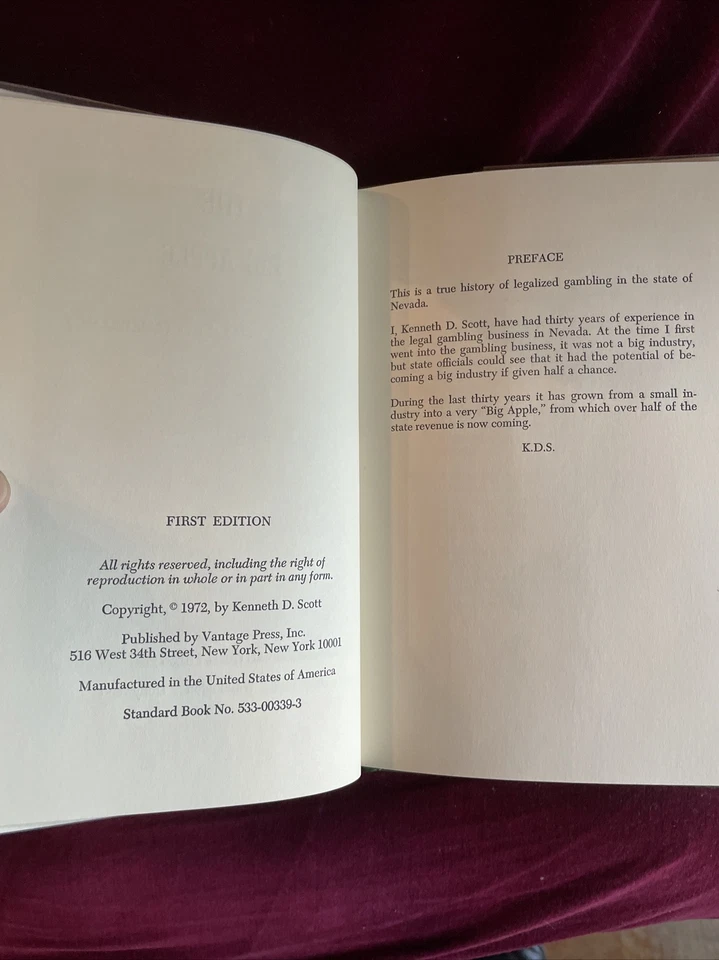 FIRST EDITION
All rights reserved, including the right of
reproduction in whole or in part in any form.
Copyright, © 1972, by Kenneth D. Scott
Published by Vantage Press, Inc.
516 West 34th Street, New York, New York 10001
Manufactured in the United States of America
Standard Book No. 533-00339-3
PREFACE
This is a true history of legalized gambling in the state of
Nevada.
I, Kenneth D. Scott, have had thirty years of experience in
the legal gambling business in Nevada. At the time I first
went into the gambling business, it was not a big industry,
but state officials could see that it had the potential of be-
coming a big industry if given half a chance.
During the last thirty years it has grown from a small in-
dustry into a very “Big Apple,” from which over half of the
state revenue is now coming.
K.D.S.